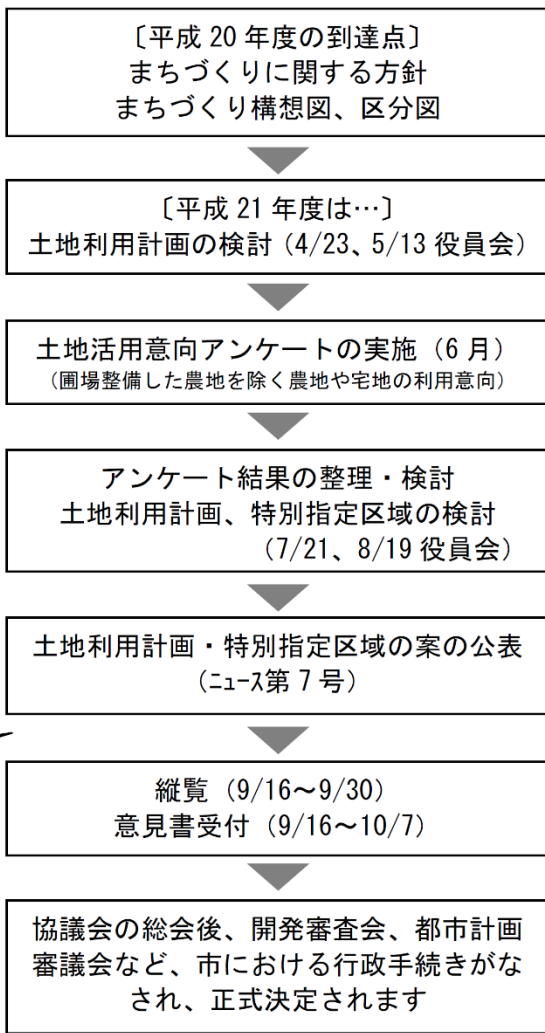 〔平成 20 年度の到達点〕
まちづくりに関する方針
まちづくり構想図、区分図
〔平成 21 年度は…〕
土地利用計画の検討（4/23、5/13 役員会）
土地活用意向アンケートの実施（6 月）
（圃場整備した農地を除く農地や宅地の利用意向）
アンケート結果の整理・検討
土地利用計画、特別指定区域の検討
（7/21、8/19 役員会）
土地利用計画・特別指定区域の案の公表
（ﾆｭｰｽ第 7 号）
縦覧（9/16～9/30）
意見書受付（9/16～10/7）
協議会の総会後、開発審査会、都市計画
審議会など、市における行政手続きがな
され、正式決定されます